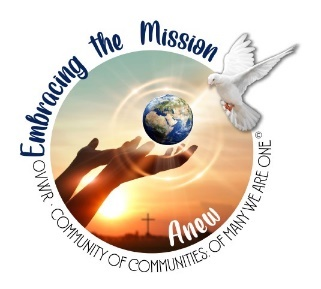 Embracing the Mission
Anew
OVWR - COMMUNITY OF COMMUNITIES: OF MANY WE ARE ONE ©